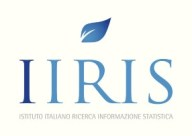 IIRIS
ISTITUTO ITALIANO RICERCA INFORMAZIONE STATISTICA